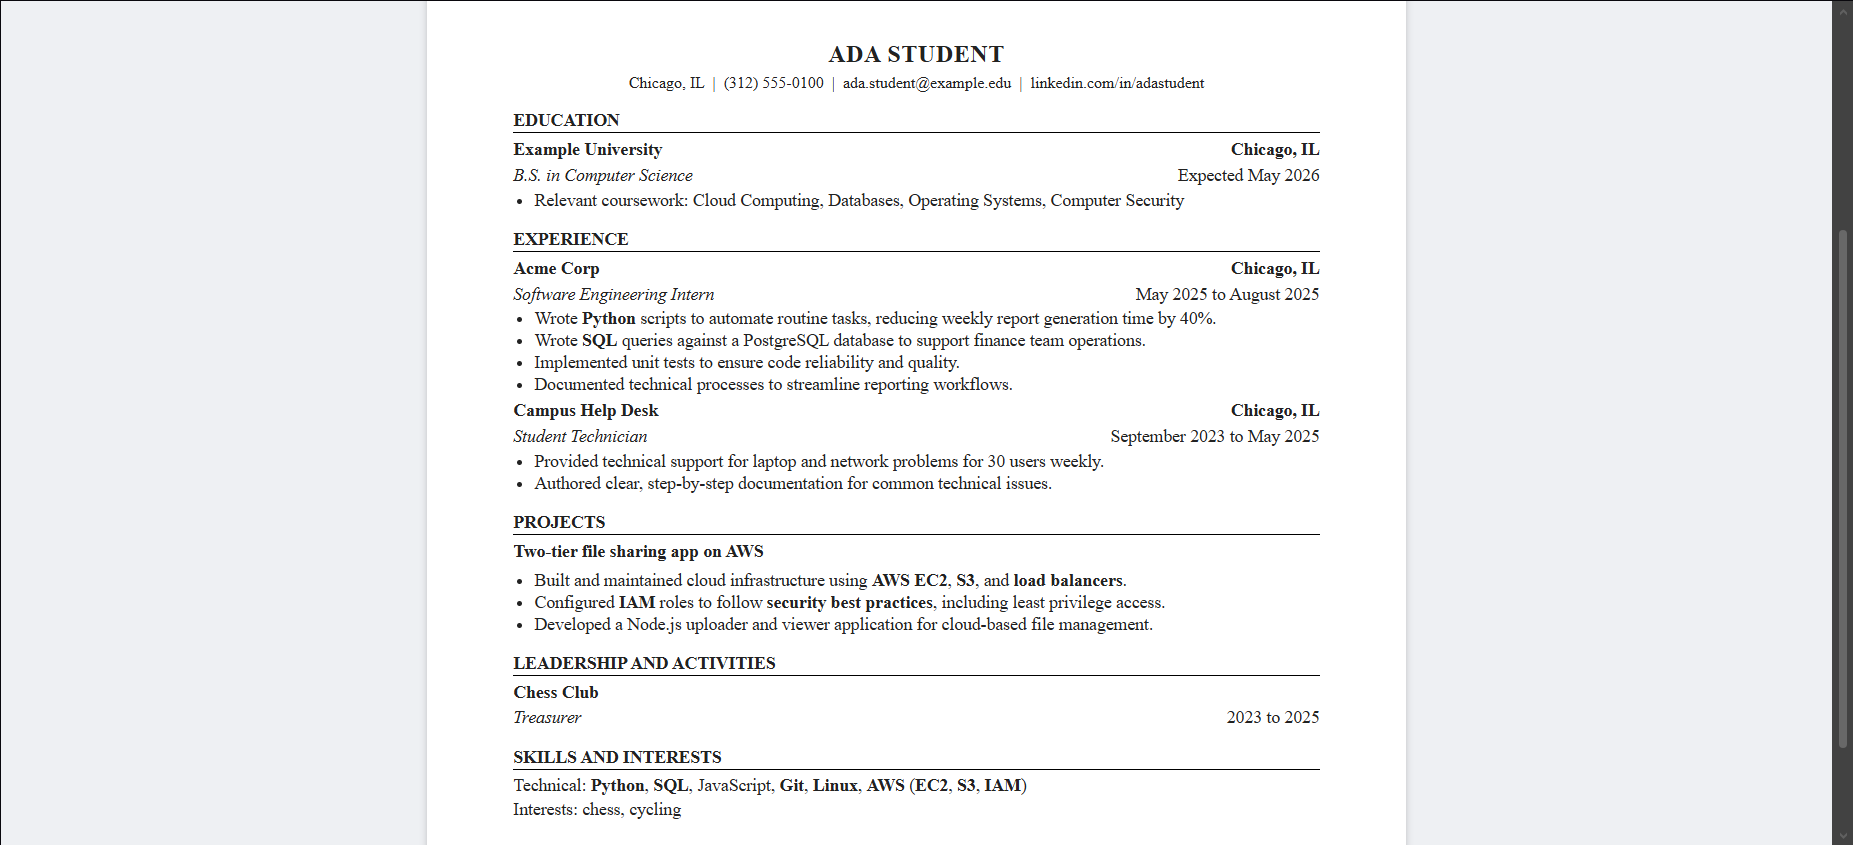 ADA STUDENT
Chicago, IL | (312) 555-0100 | ada.student@example.edu | linkedin.com/in/adastudent
EDUCATION
Example University Chicago, IL
B.S. in Computer Science Expected May 2026
• Relevant coursework: Cloud Computing, Databases, Operating Systems, Computer Security
EXPERIENCE
Acme Corp Chicago, IL
Software Engineering Intern May 2025 to August 2025
• Wrote Python scripts to automate routine tasks, reducing weekly report generation time by 40%.
• Wrote SQL queries against a PostgreSQL database to support finance team operations.
• Implemented unit tests to ensure code reliability and quality.
• Documented technical processes to streamline reporting workflows.
Campus Help Desk Chicago, IL
Student Technician September 2023 to May 2025
• Provided technical support for laptop and network problems for 30 users weekly.
• Authored clear, step-by-step documentation for common technical issues.
PROJECTS
Two-tier file sharing app on AWS
• Built and maintained cloud infrastructure using AWS EC2, S3, and load balancers.
• Configured IAM roles to follow security best practices, including least privilege access.
• Developed a Node.js uploader and viewer application for cloud-based file management.
LEADERSHIP AND ACTIVITIES
Chess Club
Treasurer 2023 to 2025
SKILLS AND INTERESTS
Technical: Python, SQL, JavaScript, Git, Linux, AWS (EC2, S3, IAM)
Interests: chess, cycling